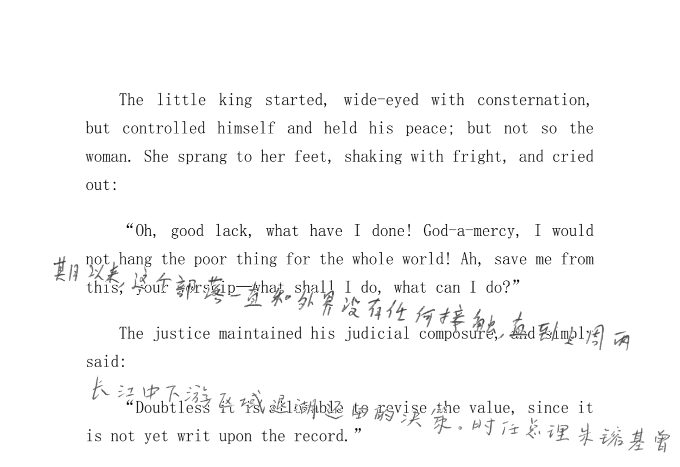 The little king started, wide-eyed with consternation,
but controlled himself and held his peace; but not so the
woman. She sprang to her feet, shaking with fright, and cried
out:
“Oh, good lack, what have I done! God-a-mercy, I would
not hang the poor thing for the whole world! Ah, save me from
this, your worship—what shall I do, what can I do?”
期以来,这个部落一直和外界没有任何接触,直到上周两
The justice maintained his judicial composure, and simply
said:
长江中下游区域退湖还田的决策。时任总理朱镕基曾
“Doubtless it is allowable to revise the value, since it
is not yet writ upon the record.”